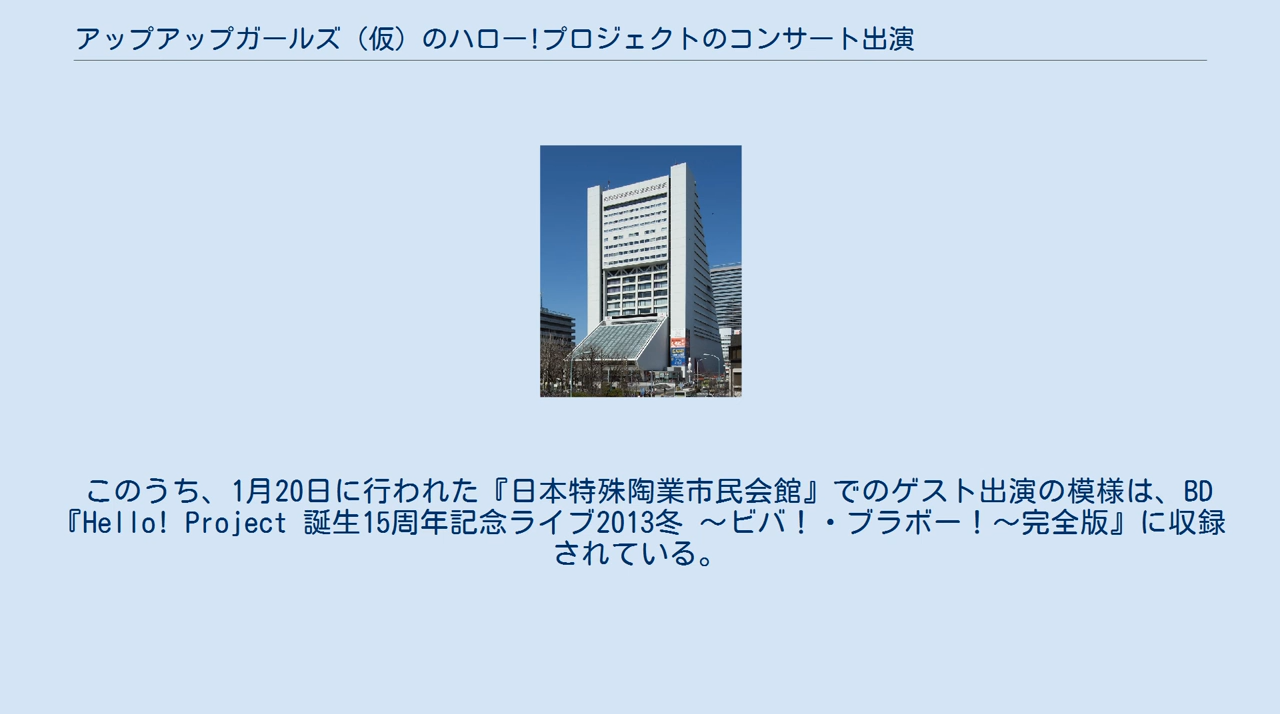 アップアップガールズ（仮）のハロー!プロジェクトのコンサート出演
このうち、1月20日に行われた『日本特殊陶業市民会館』でのゲスト出演の模様は、BD
『Hello! Project 誕生15周年記念ライブ2013冬 ～ビバ！・ブラボー！～完全版』に収録
されている。